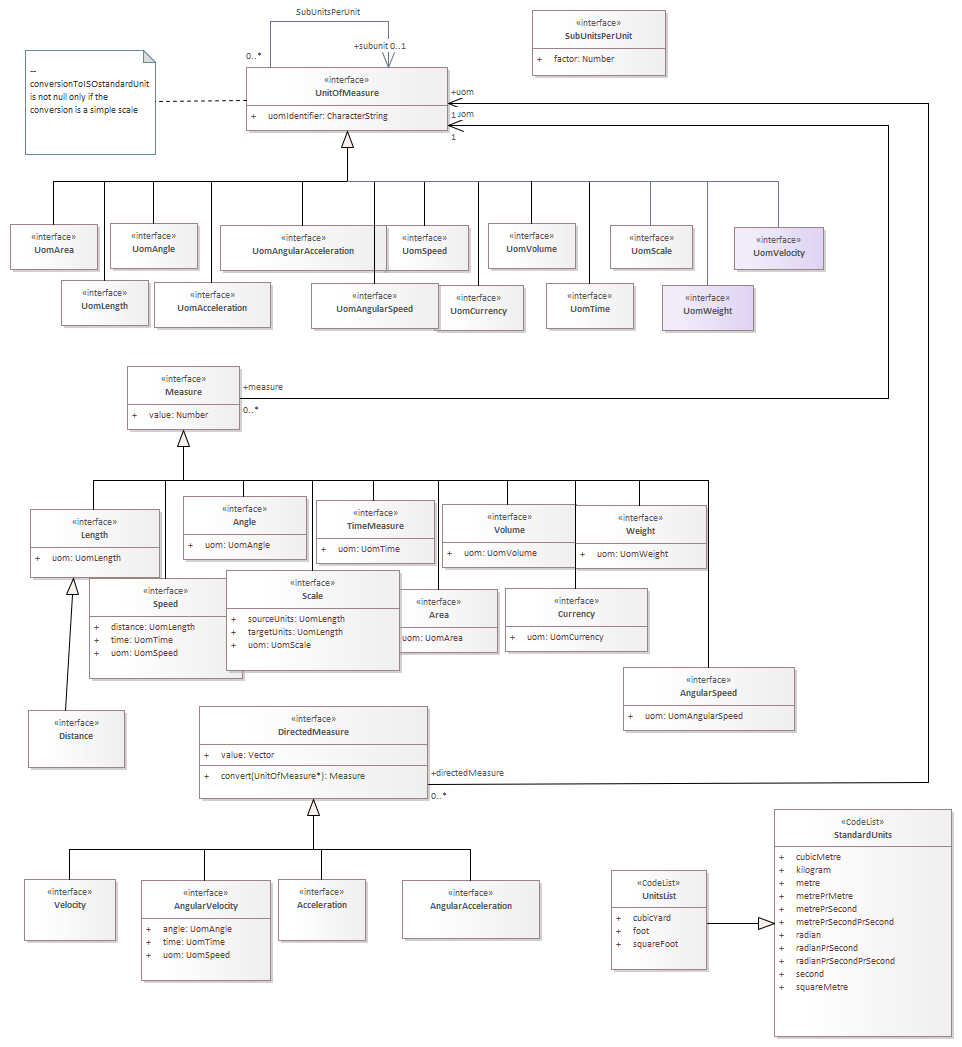 SubUnitsPerUnit
0..*
+subunit 0..1
«interface»
SubUnitsPerUnit
+ factor: Number
--
conversionToISOstandardUnit
is not null only if the
conversion is a simple scale
«interface»
UnitOfMeasure
+ uomIdentifier: CharacterString
+uom
1
uom
1
«interface»
UomArea
«interface»
UomAngle
«interface»
UomAngularAcceleration
«interface»
UomSpeed
«interface»
UomVolume
«interface»
UomScale
«interface»
UomVelocity
«interface»
UomLength
«interface»
UomAcceleration
«interface»
UomAngularSpeed
«interface»
UomCurrency
«interface»
UomTime
«interface»
UomWeight
«interface»
Measure
+ value: Number
+measure
0..*
«interface»
Length
+ uom: UomLength
«interface»
Angle
+ uom: UomAngle
«interface»
TimeMeasure
+ uom: UomTime
«interface»
Volume
+ uom: UomVolume
«interface»
Weight
+ uom: UomWeight
«interface»
Speed
+ distance: UomLength
+ time: UomTime
+ uom: UomSpeed
«interface»
Scale
+ sourceUnits: UomLength
+ targetUnits: UomLength
+ uom: UomScale
«interface»
Area
uom: UomArea
«interface»
Currency
+ uom: UomCurrency
«interface»
AngularSpeed
+ uom: UomAngularSpeed
«interface»
Distance
«interface»
DirectedMeasure
+ value: Vector
+ convert(UnitOfMeasure*): Measure
+directedMeasure
0..*
«interface»
Velocity
«interface»
AngularVelocity
+ angle: UomAngle
+ time: UomTime
+ uom: UomSpeed
«interface»
Acceleration
«interface»
AngularAcceleration
«CodeList»
UnitsList
+ cubicYard
+ foot
+ squareFoot
«CodeList»
StandardUnits
+ cubicMetre
+ kilogram
+ metre
+ metrePrMetre
+ metrePrSecond
+ metrePrSecondPrSecond
+ radian
+ radianPrSecond
+ radianPrSecondPrSecond
+ second
+ squareMetre